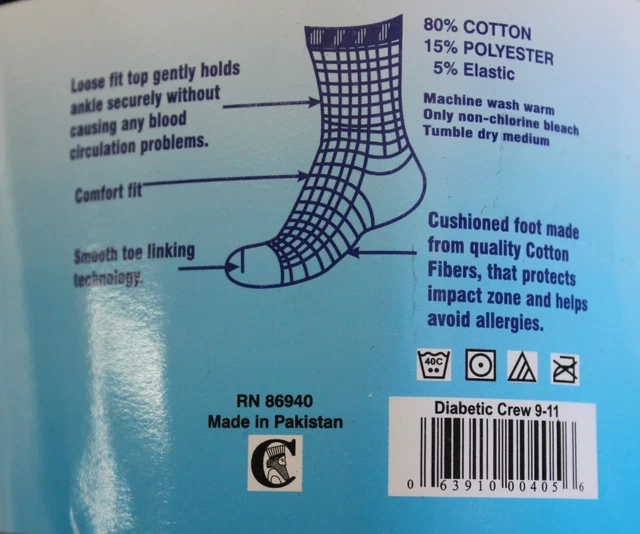 80% COTTON
15% POLYESTER
5% Elastic
Machine wash warm
Only non-chlorine bleach
Tumble dry medium
Loose fit top gently holds
ankle securely without
causing any blood
circulation problems.
Comfort fit
Smooth toe linking
technology.
Cushioned foot made
from quality Cotton
Fibers, that protects
impact zone and helps
avoid allergies.
40C
RN 86940
Made in Pakistan
C
Diabetic Crew 9-11
0 63910 00405 6